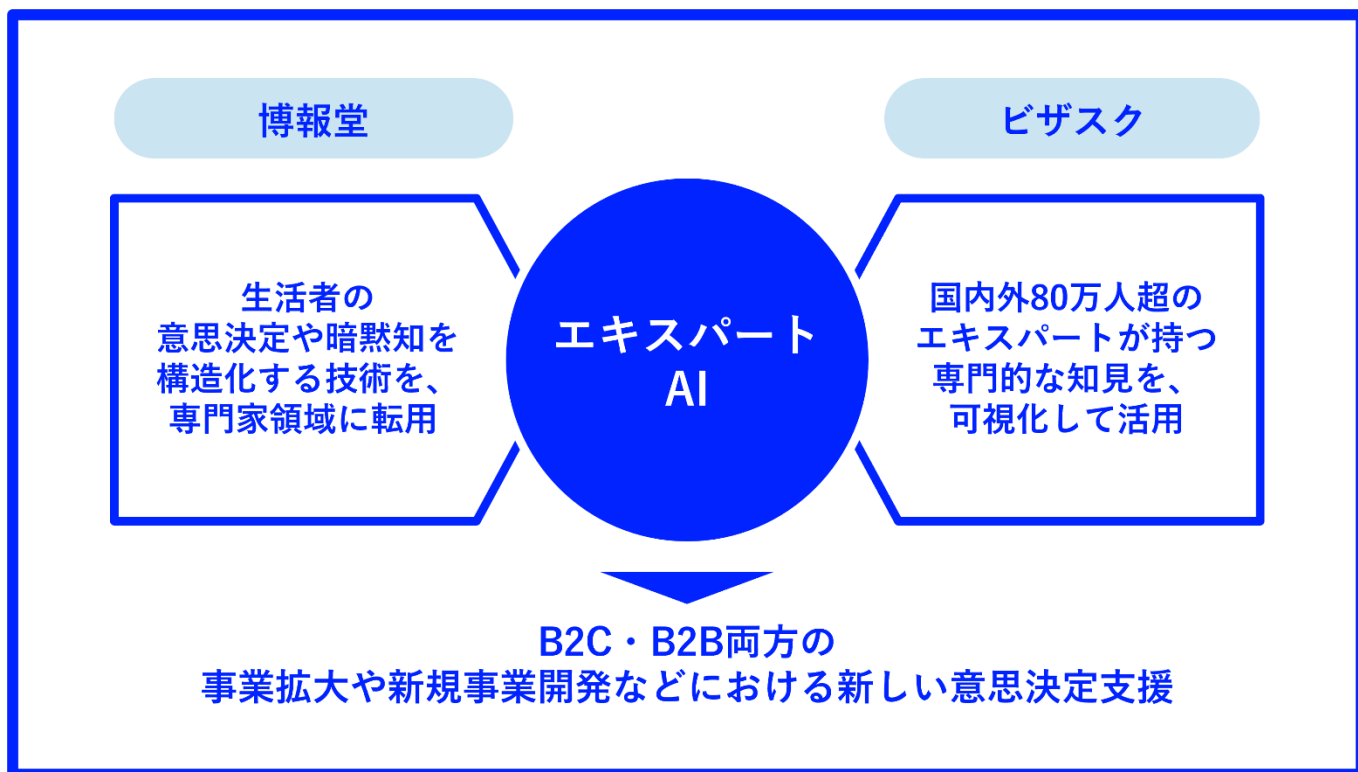 博報堂
ビザスク
生活者の
意思決定や暗黙知を
構造化する技術を、
専門家領域に転用
エキスパート
AI
国内外80万人超の
エキスパートが持つ
専門的な知見を、
可視化して活用
B2C・B2B両方の
事業拡大や新規事業開発などにおける新しい意思決定支援